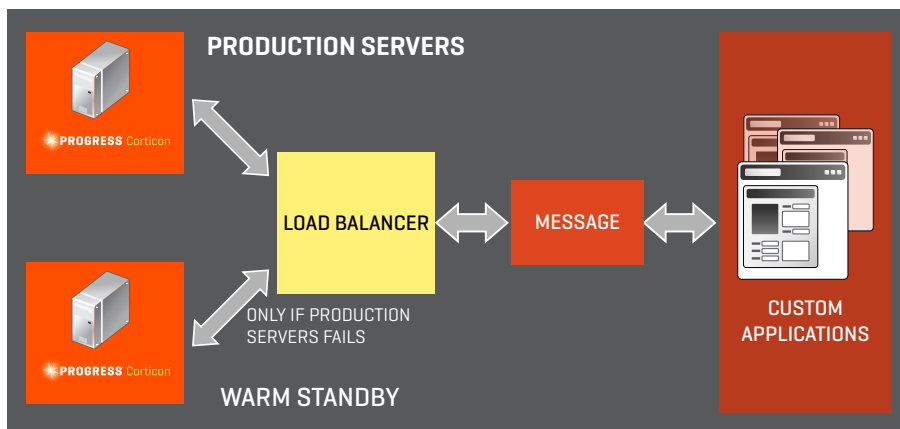 PRODUCTION SERVERS
PROGRESS Corticon
LOAD BALANCER
MESSAGE
ONLY IF PRODUCTION
SERVERS FAILS
CUSTOM
APPLICATIONS
PROGRESS Corticon
WARM STANDBY